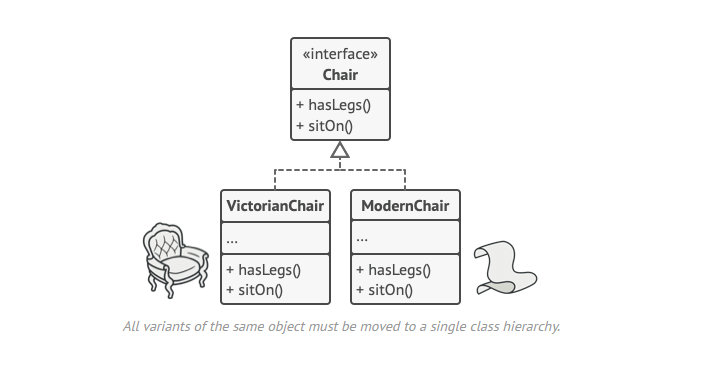 «interface»
Chair
+ hasLegs()
+ sitOn()
VictorianChair
...
+ hasLegs()
+ sitOn()
ModernChair
...
+ hasLegs()
+ sitOn()
All variants of the same object must be moved to a single class hierarchy.